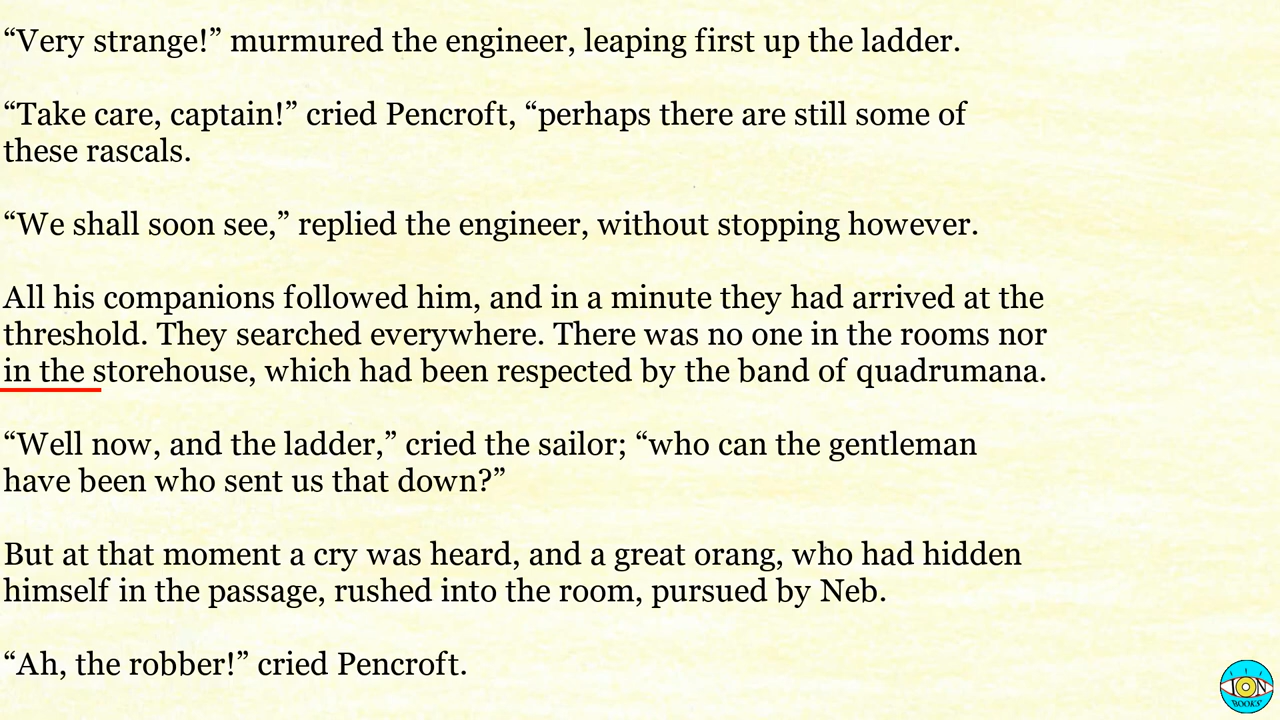 “Very strange!” murmured the engineer, leaping first up the ladder.
“Take care, captain!” cried Pencroft, “perhaps there are still some of
these rascals.
“We shall soon see,” replied the engineer, without stopping however.
All his companions followed him, and in a minute they had arrived at the
threshold. They searched everywhere. There was no one in the rooms nor
in the storehouse, which had been respected by the band of quadrumana.
“Well now, and the ladder,” cried the sailor; “who can the gentleman
have been who sent us that down?”
But at that moment a cry was heard, and a great orang, who had hidden
himself in the passage, rushed into the room, pursued by Neb.
“Ah, the robber!” cried Pencroft.
ION
BOOKS